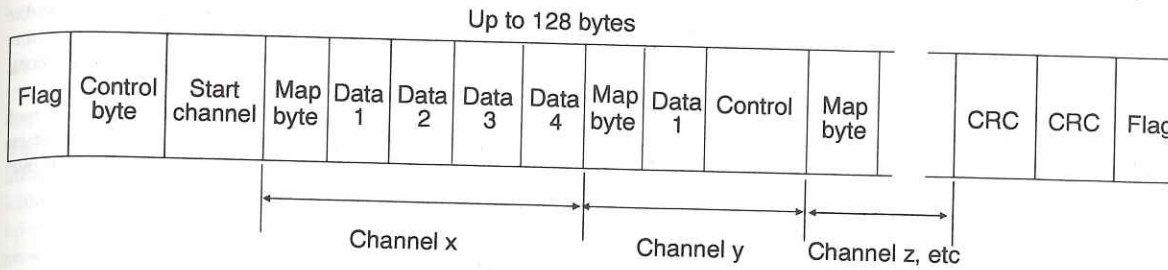 Up to 128 bytes
Flag
Control
byte
Start
channel
Map
byte
Data
1
Data
2
Data
3
Data
4
Map
byte
Data
1
Control
Map
byte
CRC
CRC
Flag
Channel x
Channel y
Channel z, etc